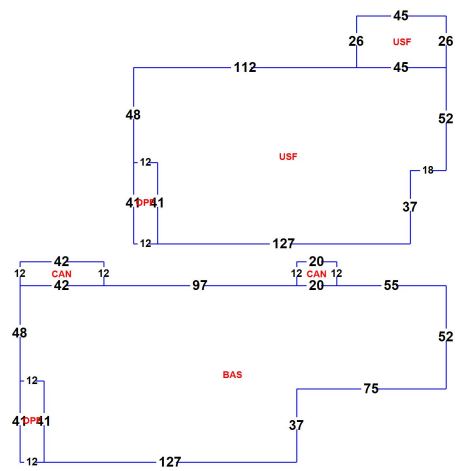 45
26 USF 26
112 45
48 52
12
USF
18
41 OPF 41
37
12 127
42 20
12 CAN 12 12 CAN 12
42 97 20 55
48 52
BAS
12 75
41 OPF 41 37
12 127